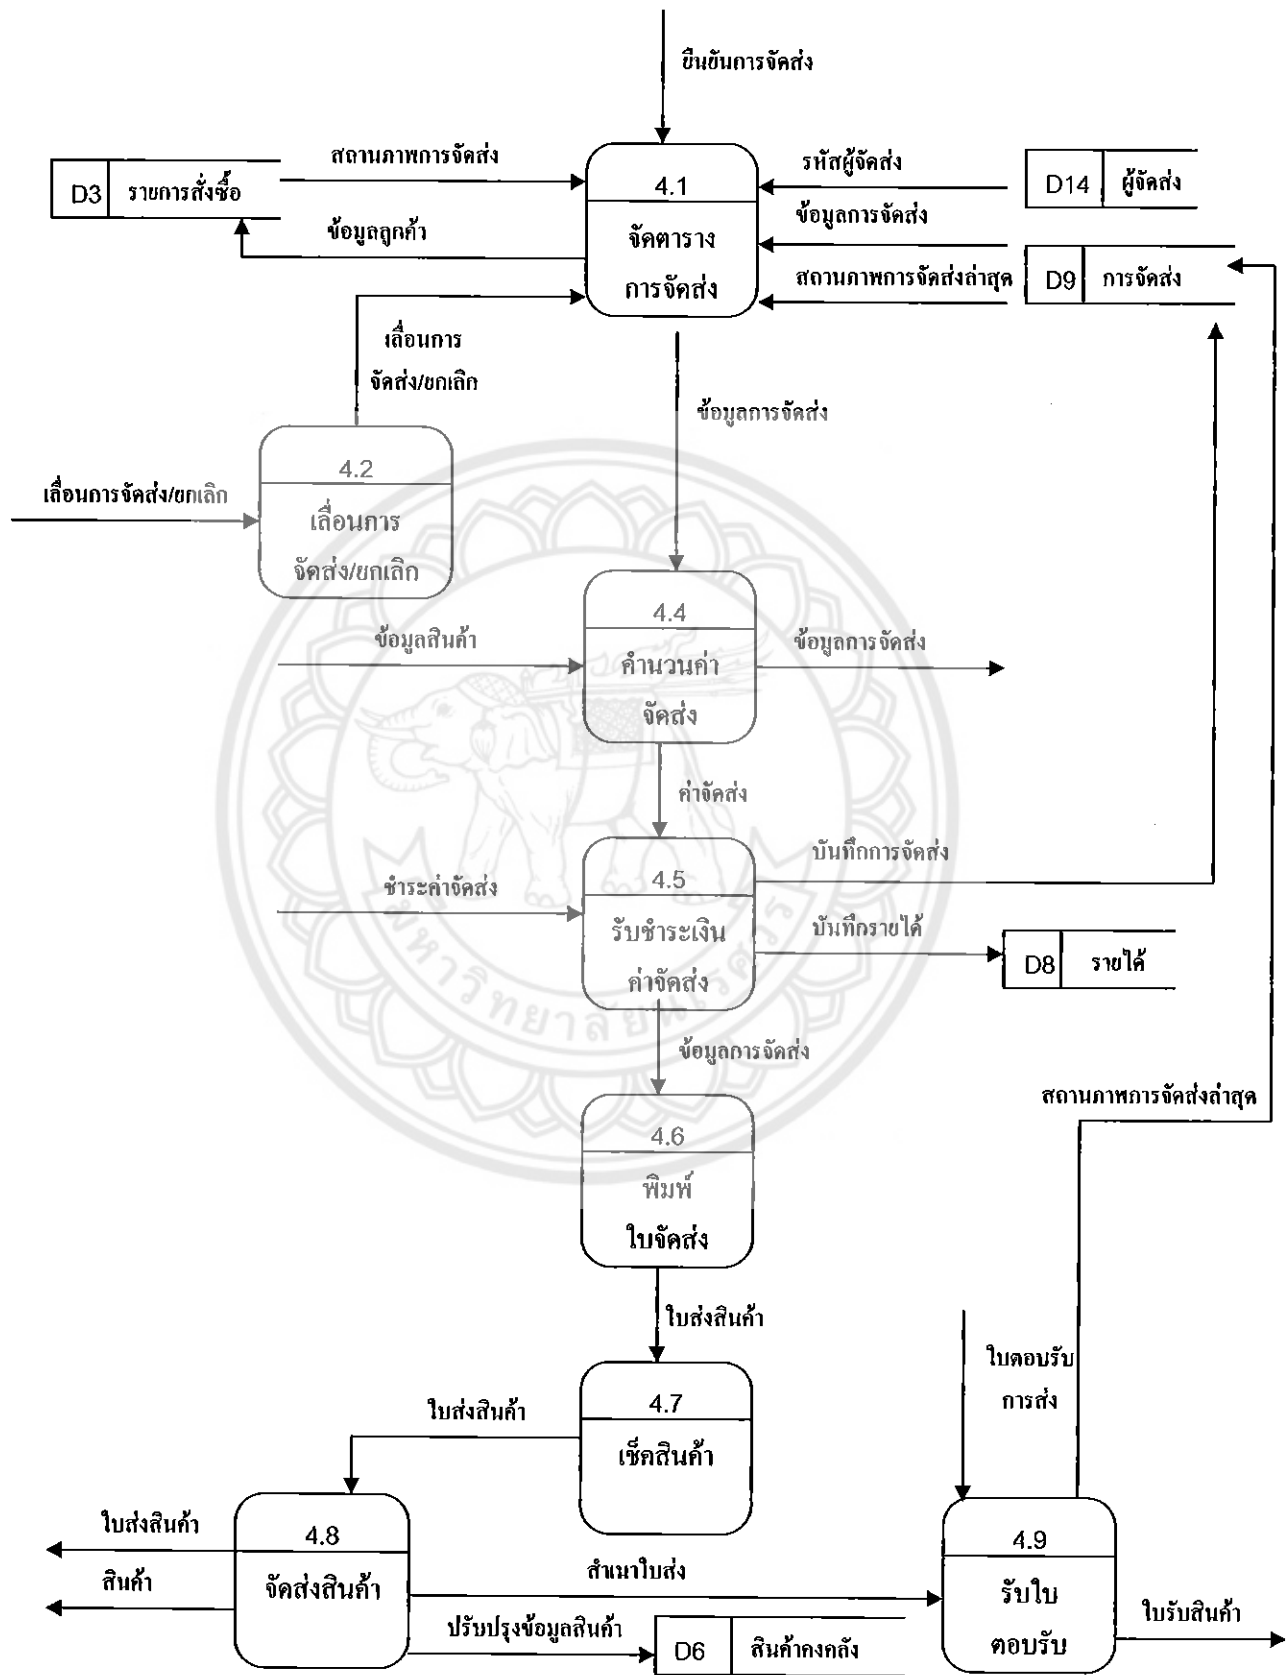 ยืนยันการจัดส่ง
สถานภาพการจัดส่ง
รหัสผู้จัดส่ง
D3 รายการสั่งซื้อ
4.1
D14 ผู้จัดส่ง
ข้อมูลลูกค้า
จัดตาราง
การจัดส่ง
ข้อมูลการจัดส่ง
สถานภาพการจัดส่งล่าสุด
D9 การจัดส่ง
เลื่อนการ
จัดส่ง/ยกเลิก
ข้อมูลการจัดส่ง
เลื่อนการจัดส่ง/ยกเลิก
4.2
เลื่อนการ
จัดส่ง/ยกเลิก
ข้อมูลสินค้า
4.4
คำนวนค่า
จัดส่ง
ข้อมูลการจัดส่ง
ค่าจัดส่ง
ชำระค่าจัดส่ง
4.5
รับชำระเงิน
ค่าจัดส่ง
บันทึกการจัดส่ง
บันทึกรายได้
D8 รายได้
มหาวิทยาลัยนเรศวร
ข้อมูลการจัดส่ง
สถานภาพการจัดส่งล่าสุด
4.6
พิมพ์
ใบจัดส่ง
ใบส่งสินค้า
ใบตอบรับ
การส่ง
ใบส่งสินค้า
4.7
เช็คสินค้า
ใบส่งสินค้า
สินค้า
4.8
จัดส่งสินค้า
สำเนาใบส่ง
4.9
รับใบ
ตอบรับ
ใบรับสินค้า
ปรับปรุงข้อมูลสินค้า
D6 สินค้าคงคลัง